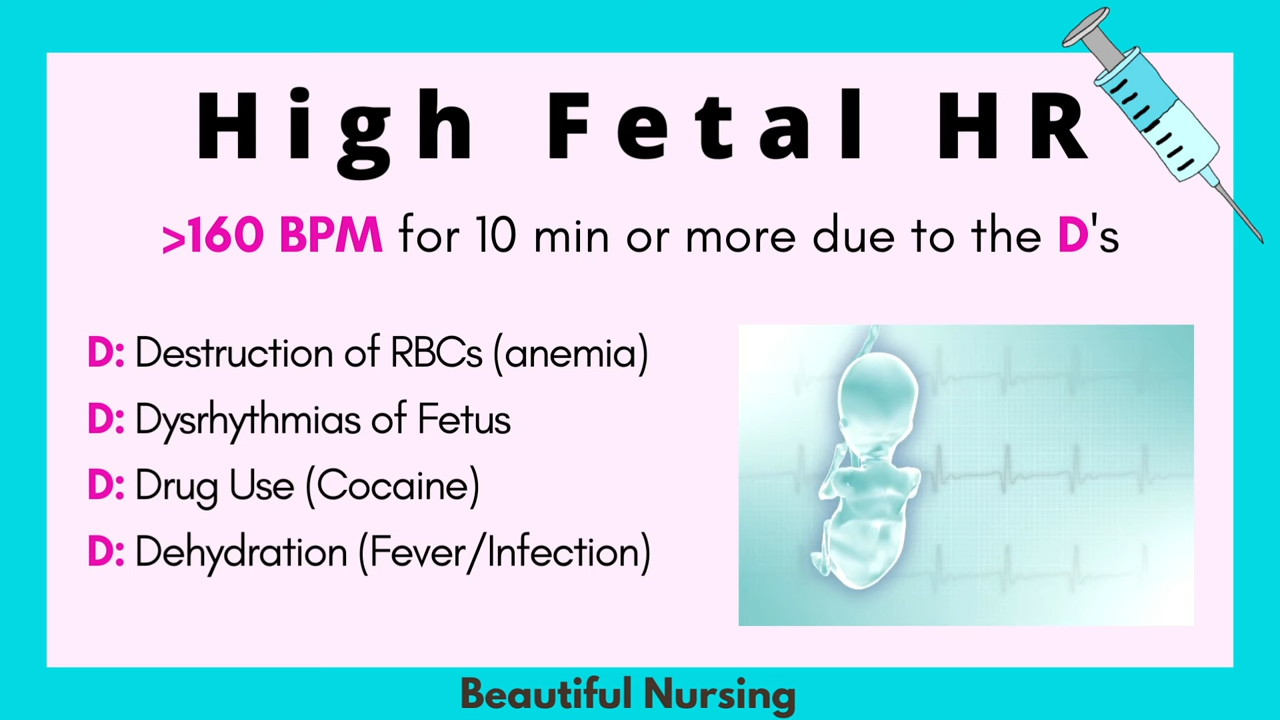 High Fetal HR
>160 BPM for 10 min or more due to the D's
D: Destruction of RBCs (anemia)
D: Dysrhythmias of Fetus
D: Drug Use (Cocaine)
D: Dehydration (Fever/Infection)
Beautiful Nursing